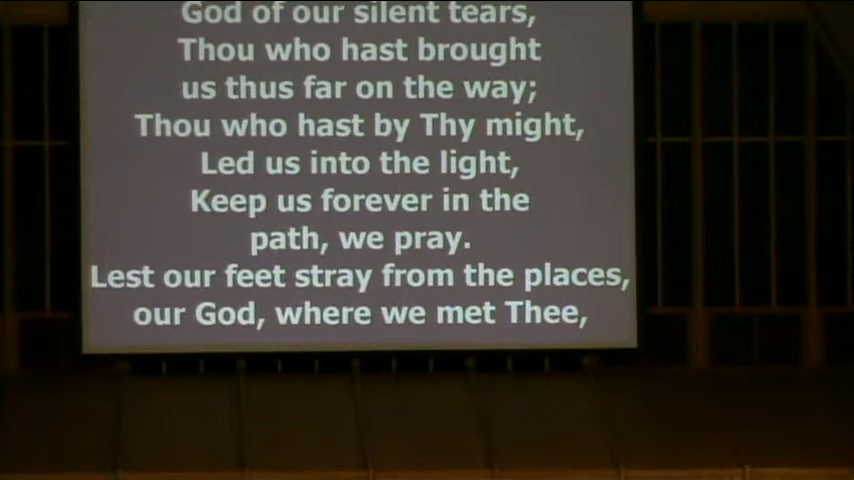 God of our silent tears,
Thou who hast brought
us thus far on the way;
Thou who hast by Thy might,
Led us into the light,
Keep us forever in the
path, we pray.
Lest our feet stray from the places,
our God, where we met Thee,